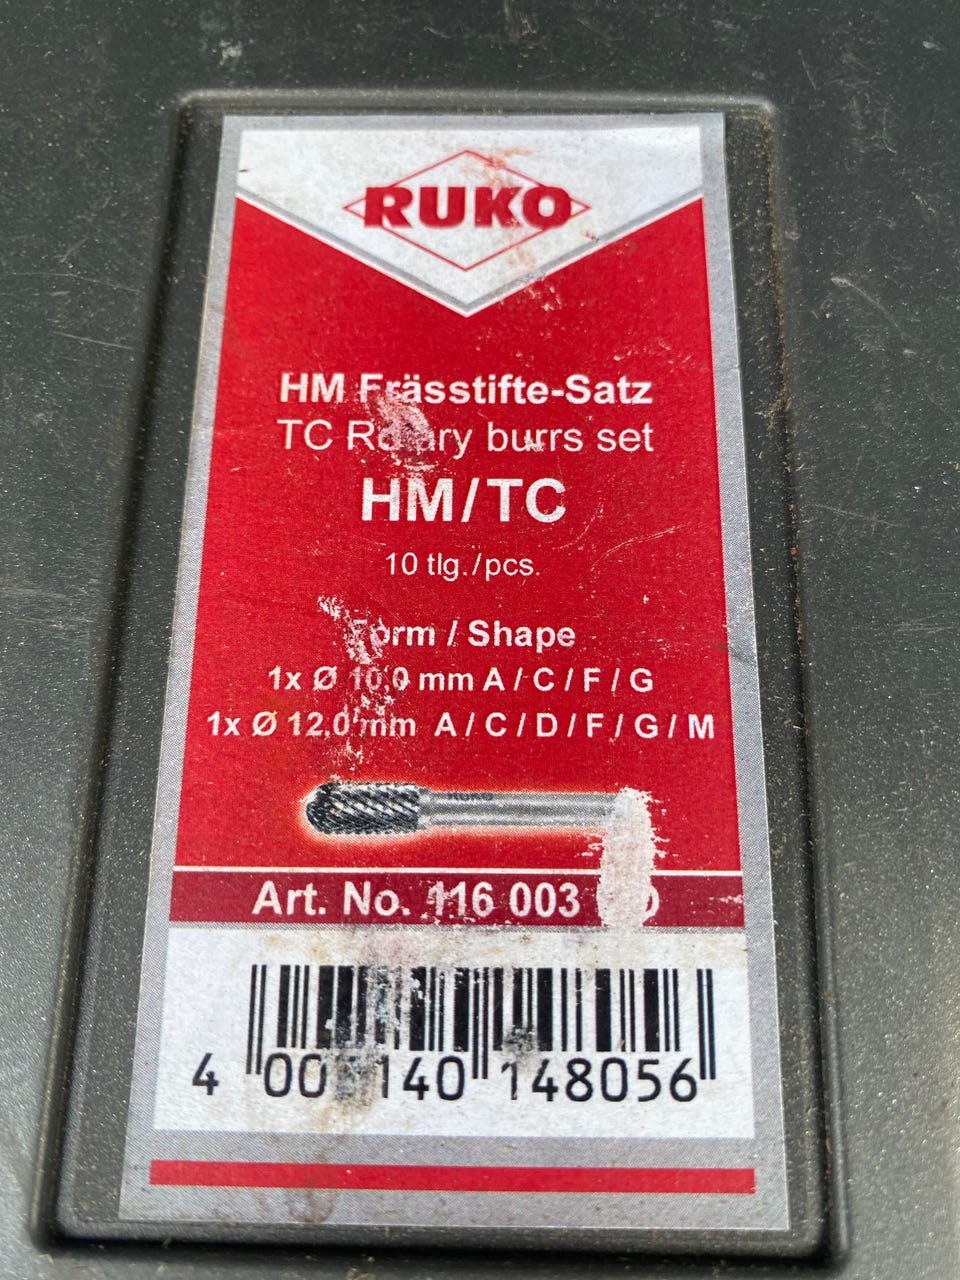 RUKO
HM Frässtifte-Satz
TC Rotary burrs set
HM/TC
10 tlg./pcs.
Form / Shape
1x Ø 10,0 mm A / C / F / G
1x Ø 12,0 mm A / C / D / F / G / M
RUKO
Art. No. 116 003
4 148056